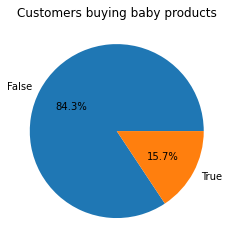 Customers buying baby products
False
84.3%
15.7%
True